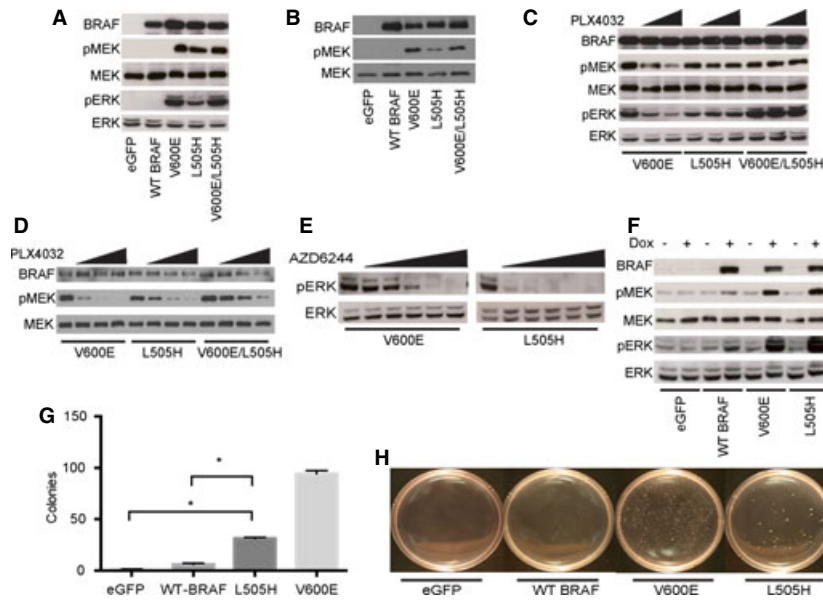 A
BRAF
pMEK
MEK
pERK
ERK
eGFP
WT BRAF
V600E
L505H
V600E/L505H
B
BRAF
pMEK
MEK
eGFP
WT BRAF
V600E
L505H
V600E/L505H
C
PLX4032
BRAF
pMEK
MEK
pERK
ERK
V600E L505H V600E/L505H
D
PLX4032
BRAF
pMEK
MEK
V600E L505H V600E/L505H
E
AZD6244
pERK
ERK
V600E L505H
F
Dox - + - + - + - +
BRAF
pMEK
MEK
pERK
ERK
eGFP
WT BRAF
V600E
L505H
G
Colonies
150
100
50
0
*
*
eGFP WT-BRAF L505H V600E
H
eGFP WT BRAF V600E L505H